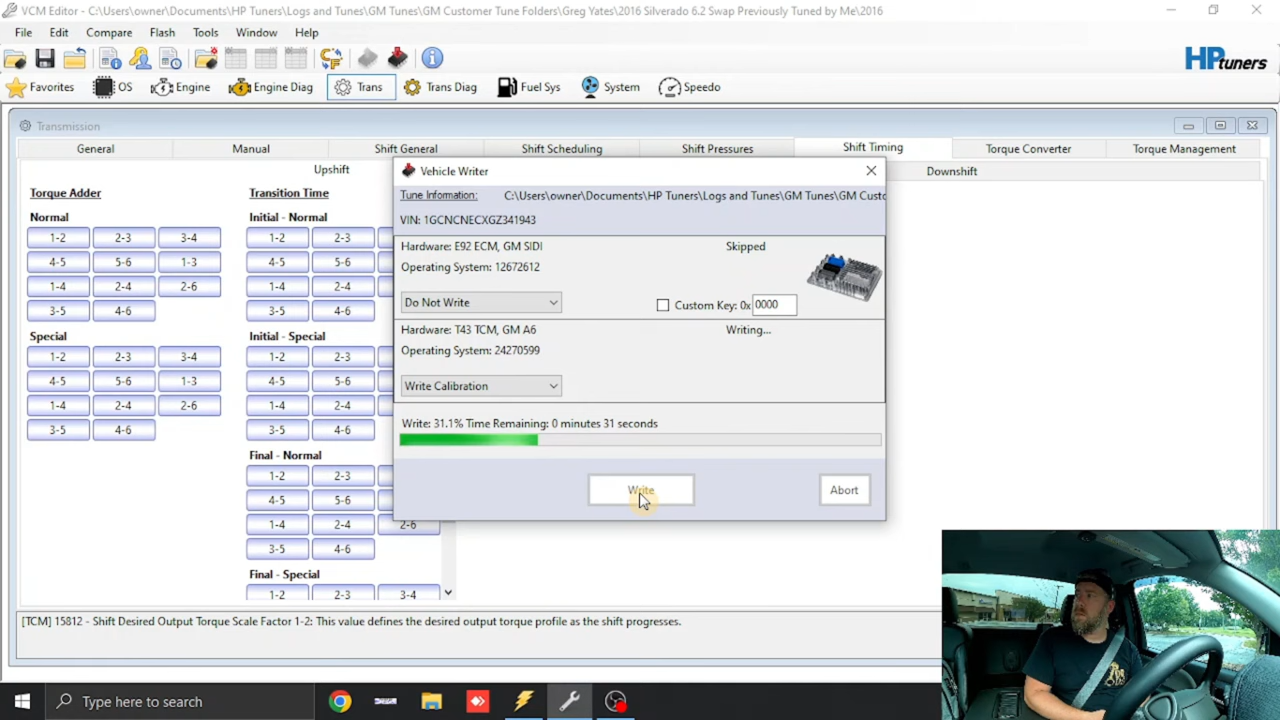 VCM Editor - C:\Users\owner\Documents\HP Tuners\Logs and Tunes\GM Tunes\GM Customer Tune Folders\Greg Yates\2016 Silverado 6.2 Swap Previously Tuned by Me\2016
File Edit Compare Flash Tools Window Help
HP tuners
Favorites OS Engine Engine Diag Trans Trans Diag Fuel Sys System Speedo
Transmission
General Manual Shift General Shift Scheduling Shift Pressures Shift Timing Torque Converter Torque Management
Upshift Downshift
Torque Adder
Normal
1-2 2-3 3-4
4-5 5-6 1-3
1-4 2-4 2-6
3-5 4-6
Special
1-2 2-3 3-4
4-5 5-6 1-3
1-4 2-4 2-6
3-5 4-6
Transition Time
Initial - Normal
1-2 2-3
4-5 5-6
1-4 2-4
3-5 4-6
Initial - Special
1-2 2-3
4-5 5-6
1-4 2-4
3-5 4-6
Final - Normal
1-2 2-3
4-5 5-6
1-4 2-4 2-6
3-5 4-6
Final - Special
1-2 2-3 3-4
Vehicle Writer
Tune Information: C:\Users\owner\Documents\HP Tuners\Logs and Tunes\GM Tunes\GM Custo
VIN: 1GCNCNECXGZ341943
Hardware: E92 ECM, GM SIDI Skipped
Operating System: 12672612
Do Not Write Custom Key: 0x 0000
Hardware: T43 TCM, GM A6 Writing...
Operating System: 24270599
Write Calibration
Write: 31.1% Time Remaining: 0 minutes 31 seconds
Write Abort
[TCM] 15812 - Shift Desired Output Torque Scale Factor 1-2: This value defines the desired output torque profile as the shift progresses.
Type here to search